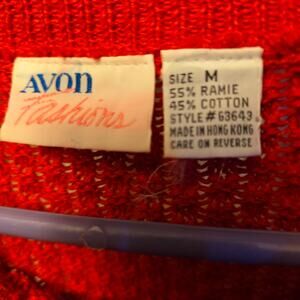 AVON
Fashions
SIZE M
55% RAMIE
45% COTTON
STYLE # 63643
MADE IN HONG KONG
CARE ON REVERSE